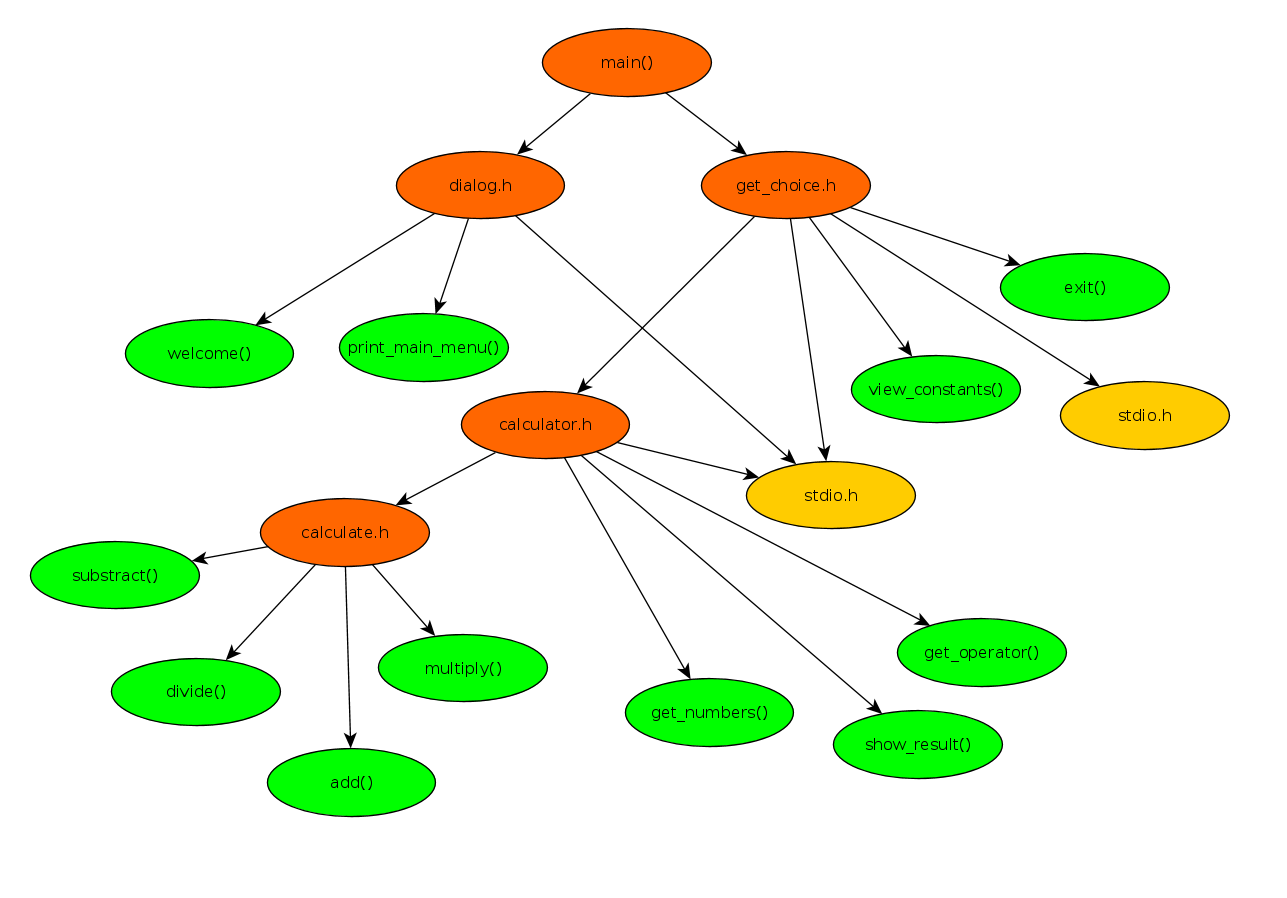 main()
dialog.h
get_choice.h
exit()
welcome()
print_main_menu()
view_constants()
stdio.h
calculator.h
stdio.h
calculate.h
substract()
get_operator()
multiply()
divide()
get_numbers()
show_result()
add()